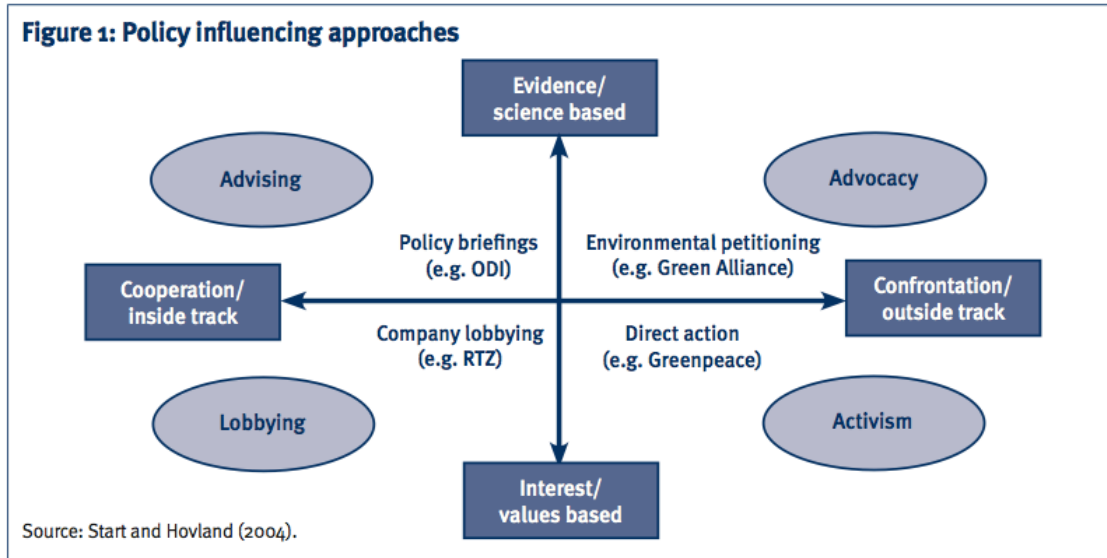 Figure 1: Policy influencing approaches
Evidence/
science based
Advising
Advocacy
Policy briefings
(e.g. ODI)
Environmental petitioning
(e.g. Green Alliance)
Cooperation/
inside track
Confrontation/
outside track
Company lobbying
(e.g. RTZ)
Direct action
(e.g. Greenpeace)
Lobbying
Activism
Interest/
values based
Source: Start and Hovland (2004).